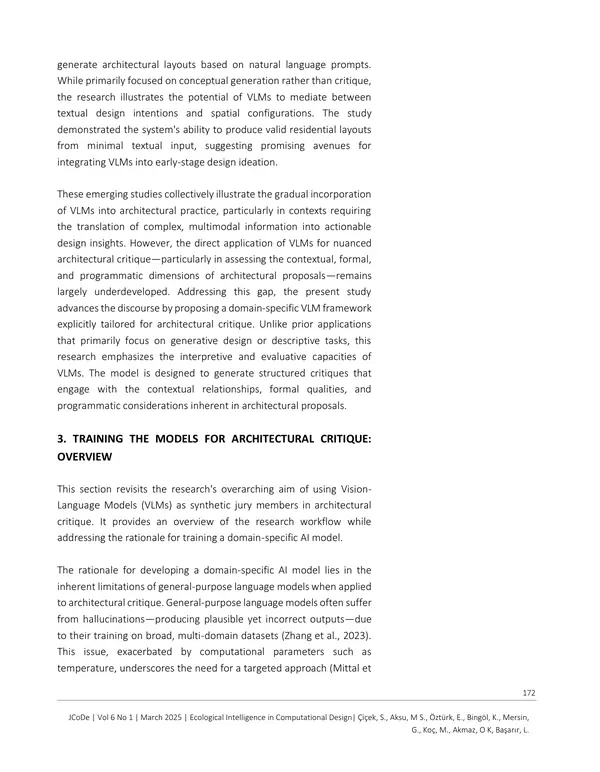 generate architectural layouts based on natural language prompts.
While primarily focused on conceptual generation rather than critique,
the research illustrates the potential of VLMs to mediate between
textual design intentions and spatial configurations. The study
demonstrated the system's ability to produce valid residential layouts
from minimal textual input, suggesting promising avenues for
integrating VLMs into early-stage design ideation.
These emerging studies collectively illustrate the gradual incorporation
of VLMs into architectural practice, particularly in contexts requiring
the translation of complex, multimodal information into actionable
design insights. However, the direct application of VLMs for nuanced
architectural critique—particularly in assessing the contextual, formal,
and programmatic dimensions of architectural proposals—remains
largely underdeveloped. Addressing this gap, the present study
advances the discourse by proposing a domain-specific VLM framework
explicitly tailored for architectural critique. Unlike prior applications
that primarily focus on generative design or descriptive tasks, this
research emphasizes the interpretive and evaluative capacities of
VLMs. The model is designed to generate structured critiques that
engage with the contextual relationships, formal qualities, and
programmatic considerations inherent in architectural proposals.
3. TRAINING THE MODELS FOR ARCHITECTURAL CRITIQUE:
OVERVIEW
This section revisits the research's overarching aim of using Vision-
Language Models (VLMs) as synthetic jury members in architectural
critique. It provides an overview of the research workflow while
addressing the rationale for training a domain-specific AI model.
The rationale for developing a domain-specific AI model lies in the
inherent limitations of general-purpose language models when applied
to architectural critique. General-purpose language models often suffer
from hallucinations—producing plausible yet incorrect outputs—due
to their training on broad, multi-domain datasets (Zhang et al., 2023).
This issue, exacerbated by computational parameters such as
temperature, underscores the need for a targeted approach (Mittal et
172
JCoDe | Vol 6 No 1 | March 2025 | Ecological Intelligence in Computational Design| Çiçek, S., Aksu, M S., Öztürk, E., Bingöl, K., Mersin,
G., Koç, M., Akmaz, O K, Başarır, L.